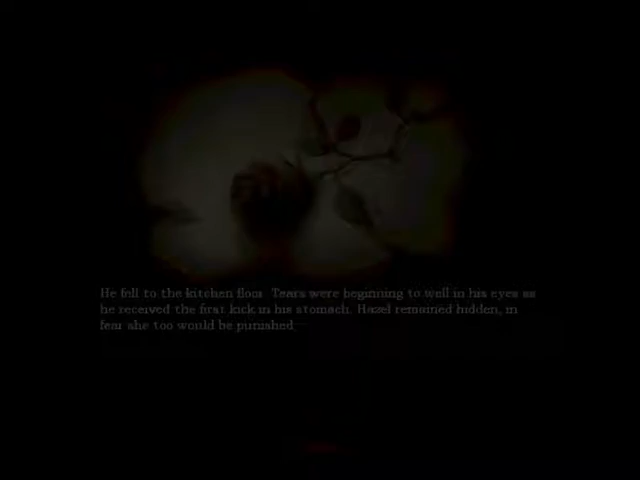 He fell to the kitchen floor. Tears were beginning to well in his eyes as
he received the first kick in his stomach. Hazel remained hidden, in
fear she too would be punished.